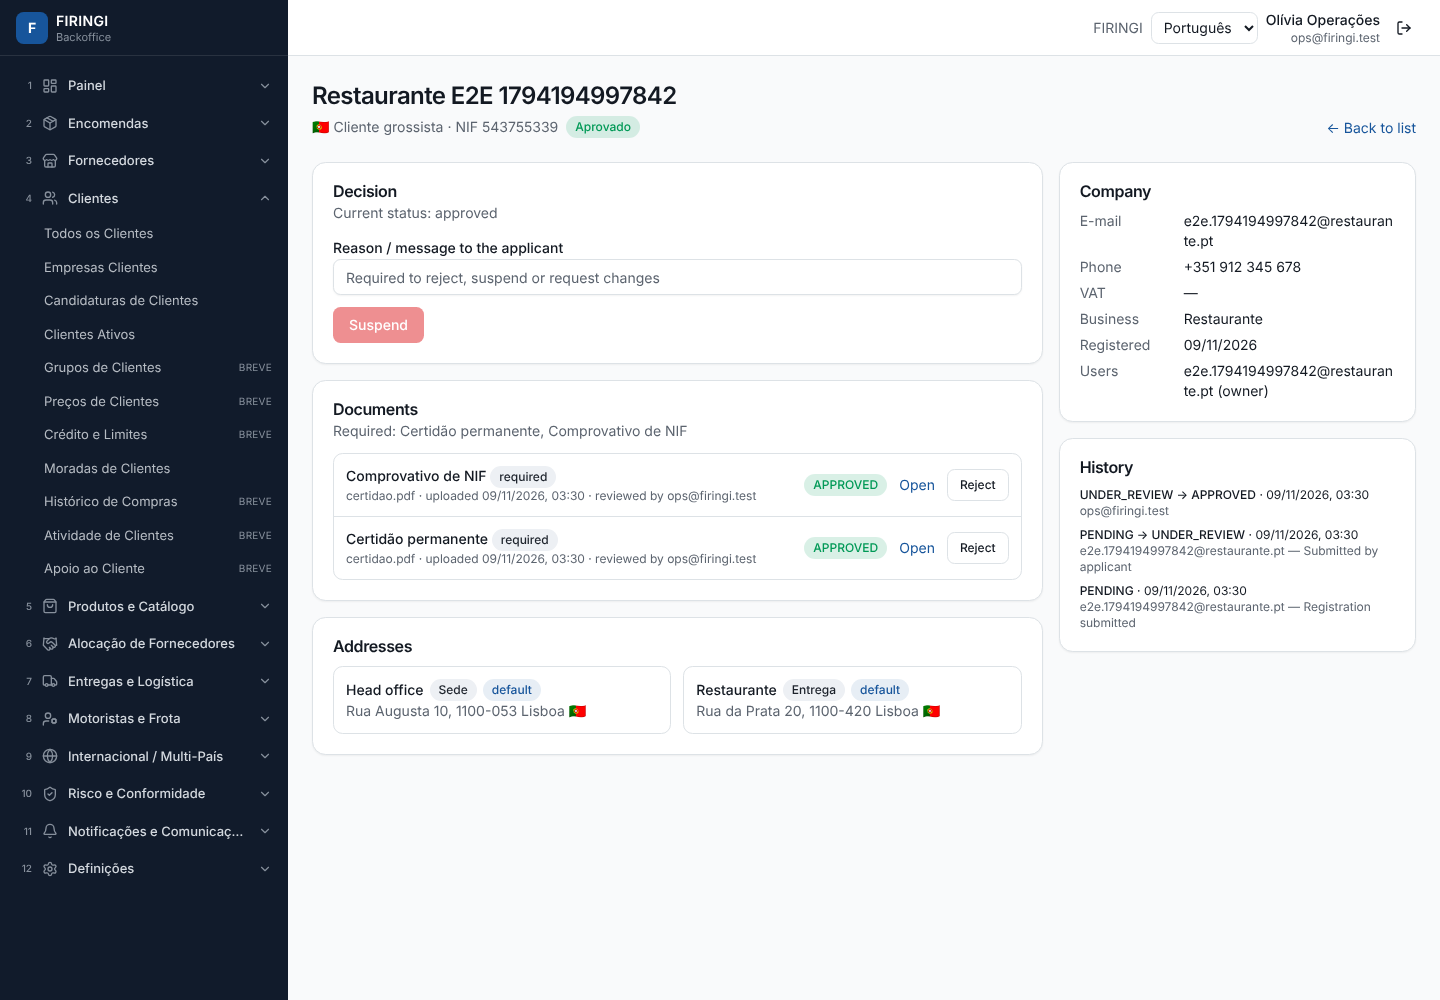 F
FIRINGI
Backoffice
1 Painel
2 Encomendas
3 Fornecedores
4 Clientes
Todos os Clientes
Empresas Clientes
Candidaturas de Clientes
Clientes Ativos
Grupos de Clientes BREVE
Preços de Clientes BREVE
Crédito e Limites BREVE
Moradas de Clientes
Histórico de Compras BREVE
Atividade de Clientes BREVE
Apoio ao Cliente BREVE
5 Produtos e Catálogo
6 Alocação de Fornecedores
7 Entregas e Logística
8 Motoristas e Frota
9 Internacional / Multi-País
10 Risco e Conformidade
11 Notificações e Comunicaç...
12 Definições
FIRINGI Português
Olívia Operações
ops@firingi.test
Restaurante E2E 1794194997842
🇵🇹 Cliente grossista · NIF 543755339 Aprovado
← Back to list
Decision
Current status: approved
Reason / message to the applicant
Required to reject, suspend or request changes
Suspend
Documents
Required: Certidão permanente, Comprovativo de NIF
Comprovativo de NIF required
certidao.pdf · uploaded 09/11/2026, 03:30 · reviewed by ops@firingi.test
APPROVED Open Reject
Certidão permanente required
certidao.pdf · uploaded 09/11/2026, 03:30 · reviewed by ops@firingi.test
APPROVED Open Reject
Addresses
Head office Sede default
Rua Augusta 10, 1100-053 Lisboa 🇵🇹
Restaurante Entrega default
Rua da Prata 20, 1100-420 Lisboa 🇵🇹
Company
E-mail e2e.1794194997842@restauran
te.pt
Phone +351 912 345 678
VAT —
Business Restaurante
Registered 09/11/2026
Users e2e.1794194997842@restauran
te.pt (owner)
History
UNDER_REVIEW → APPROVED · 09/11/2026, 03:30
ops@firingi.test
PENDING → UNDER_REVIEW · 09/11/2026, 03:30
e2e.1794194997842@restaurante.pt — Submitted by
applicant
PENDING · 09/11/2026, 03:30
e2e.1794194997842@restaurante.pt — Registration
submitted